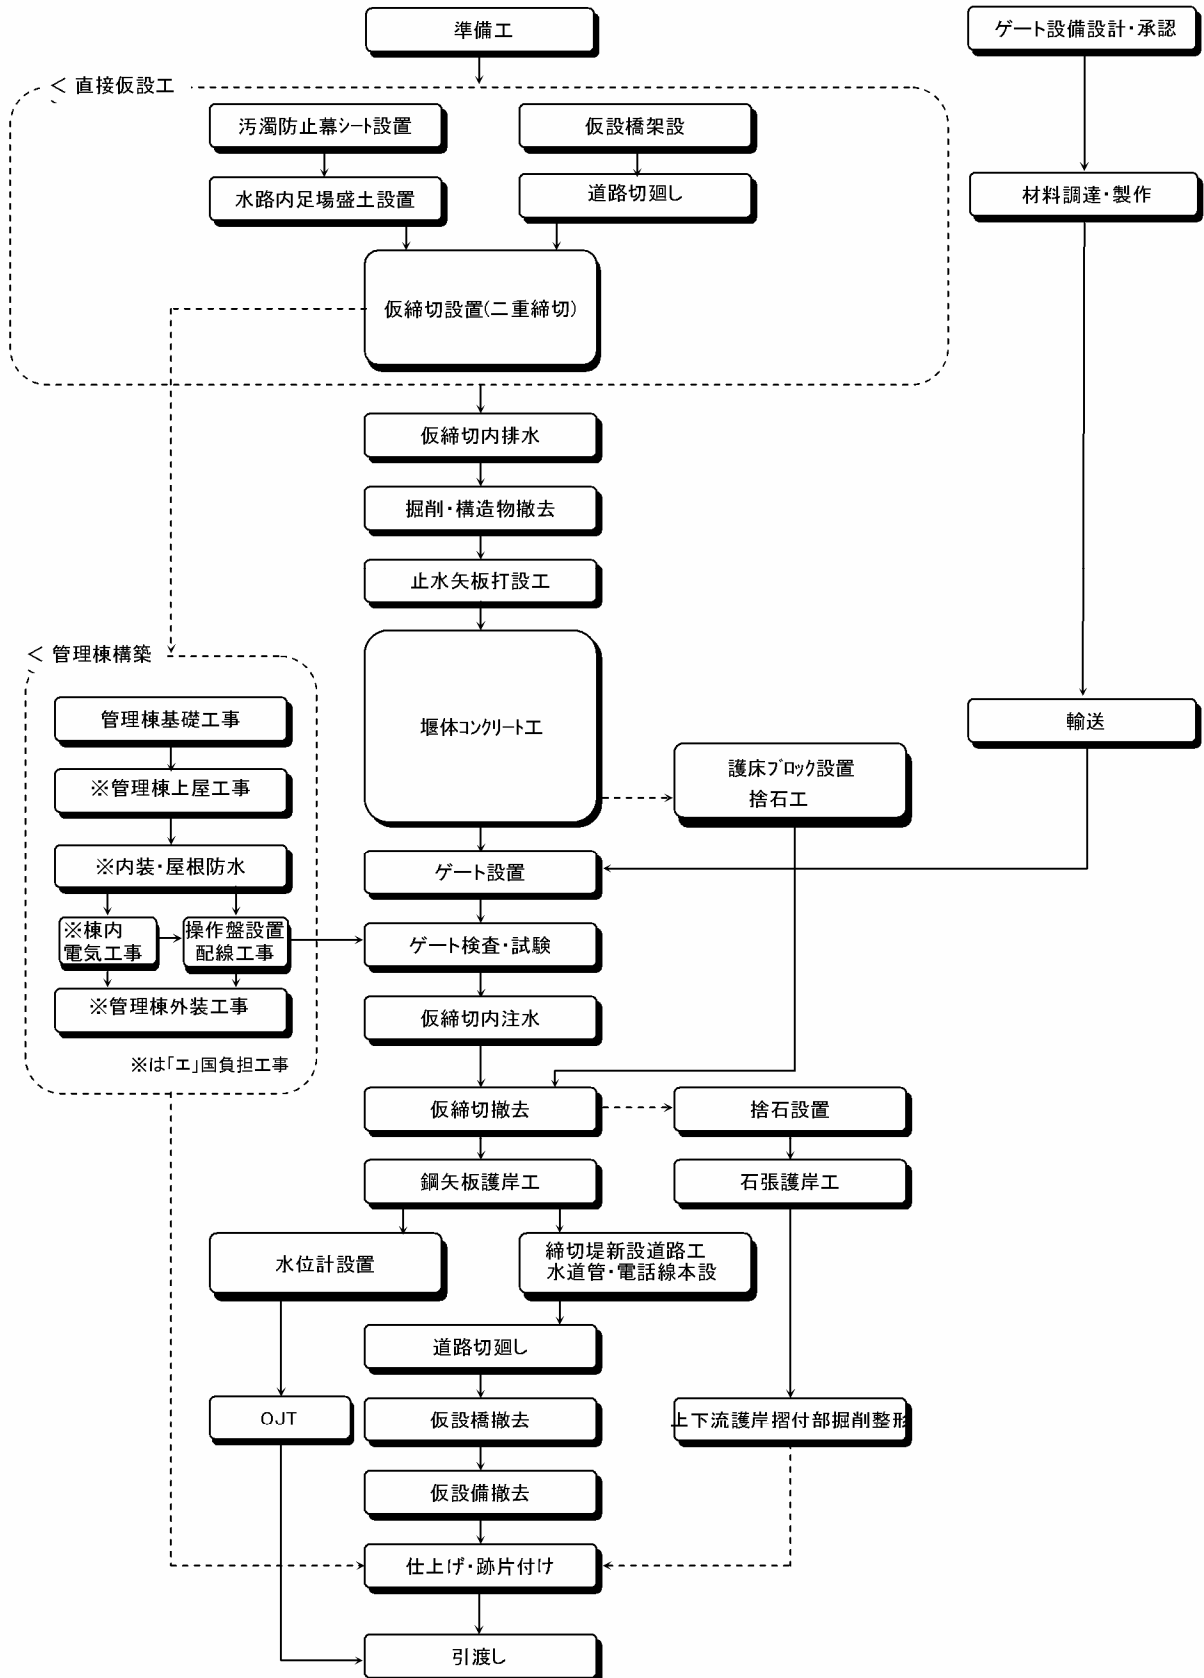 準備工
ゲート設備設計・承認
＜ 直接仮設工
汚濁防止幕シート設置
仮設橋架設
水路内足場盛土設置
道路切廻し
材料調達・製作
仮締切設置(二重締切)
仮締切内排水
掘削・構造物撤去
止水矢板打設工
＜ 管理棟構築
管理棟基礎工事
堰体コンクリート工
輸送
※管理棟上屋工事
護床ブロック設置
捨石工
※内装・屋根防水
ゲート設置
※棟内
電気工事
操作盤設置
配線工事
ゲート検査・試験
※管理棟外装工事
仮締切内注水
※は「エ」国負担工事
仮締切撤去
捨石設置
鋼矢板護岸工
石張護岸工
水位計設置
締切堤新設道路工
水道管・電話線本設
道路切廻し
OJT
仮設橋撤去
上下流護岸摺付部掘削整形
仮設備撤去
仕上げ・跡片付け
引渡し